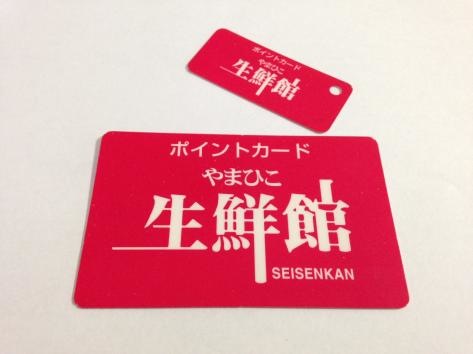 ポイントカード
やまひこ
生鮮館
ポイントカード
やまひこ
生鮮館
SEISENKAN